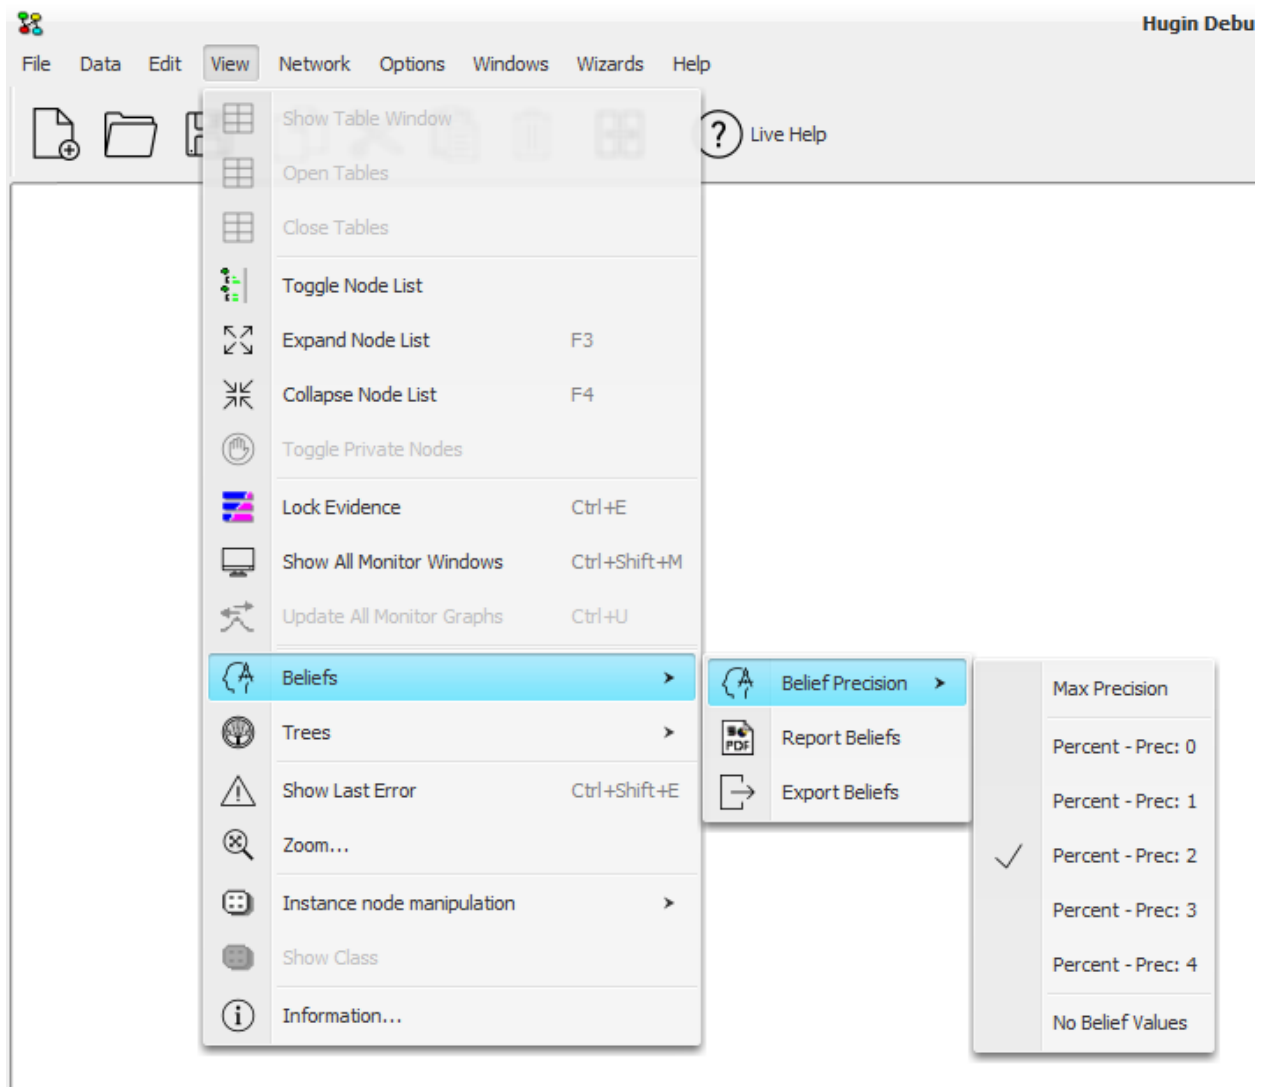 Hugin Debu
File Data Edit View Network Options Windows Wizards Help
Show Table Window
? Live Help
Open Tables
Close Tables
Toggle Node List
Expand Node List F3
Collapse Node List F4
Toggle Private Nodes
Lock Evidence Ctrl+E
Show All Monitor Windows Ctrl+Shift+M
Update All Monitor Graphs Ctrl+U
Beliefs
Trees
Show Last Error Ctrl+Shift+E
Zoom...
Instance node manipulation
Show Class
Information...
Belief Precision
PDF Report Beliefs
Export Beliefs
Max Precision
Percent - Prec: 0
Percent - Prec: 1
Percent - Prec: 2
Percent - Prec: 3
Percent - Prec: 4
No Belief Values